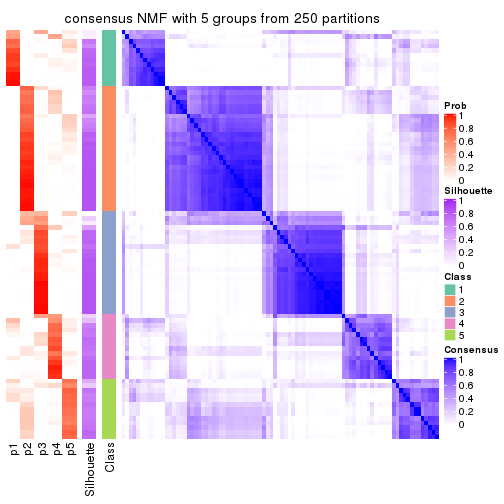 consensus NMF with 5 groups from 250 partitions
Prob
1
0.8
0.6
0.4
0.2
0
Silhouette
1
0.8
0.6
0.4
0.2
0
Class
1
2
3
4
5
Consensus
1
0.8
0.6
0.4
0.2
0
p1
p2
p3
p4
p5
Silhouette
Class